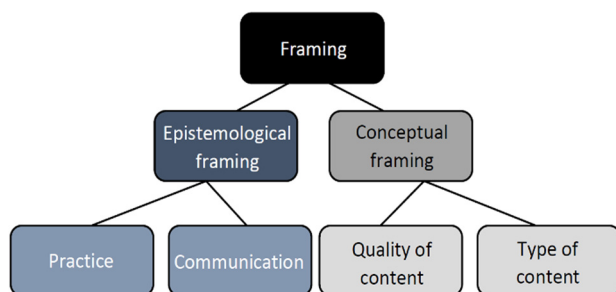 Framing
Epistemological
framing
Conceptual
framing
Practice
Communication
Quality of
content
Type of
content